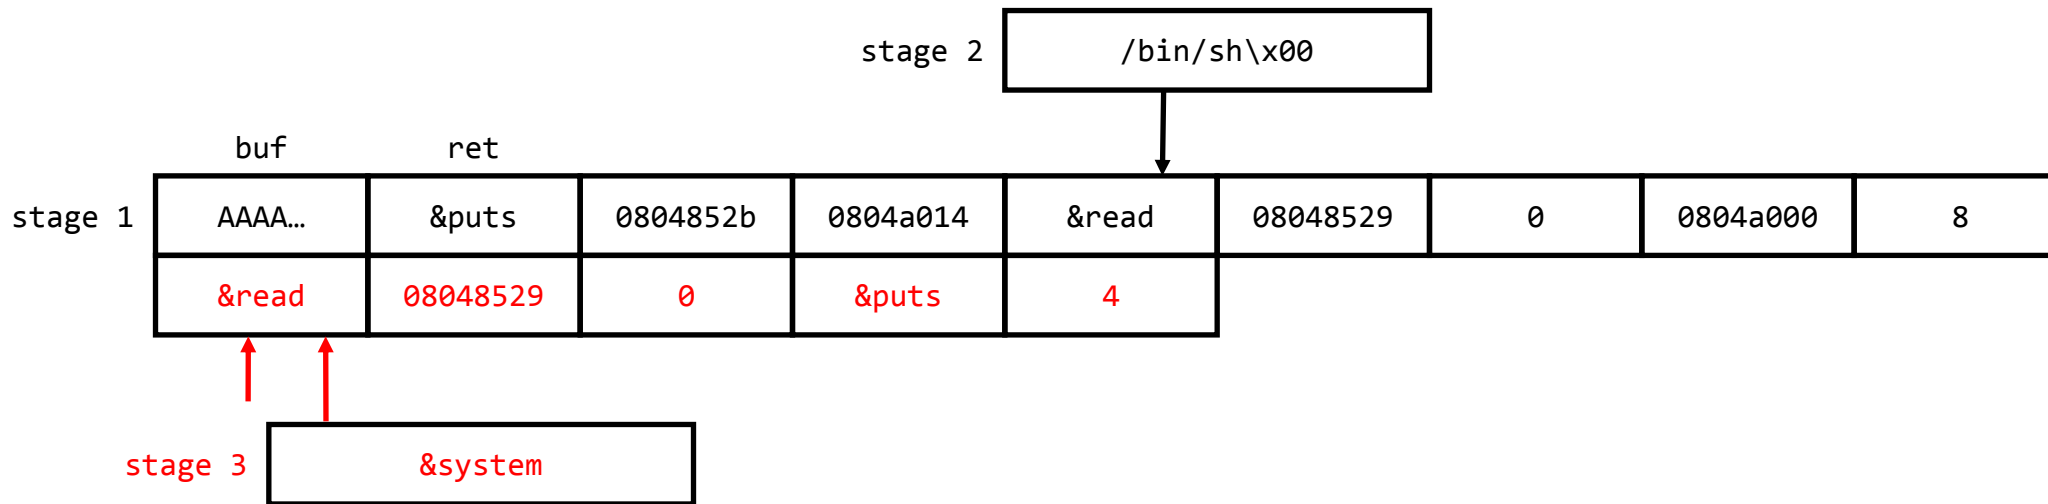 stage 2 /bin/sh\x00
buf ret
stage 1 AAAA… &puts 0804852b 0804a014 &read 08048529 0 0804a000 8
&read 08048529 0 &puts 4
stage 3 &system